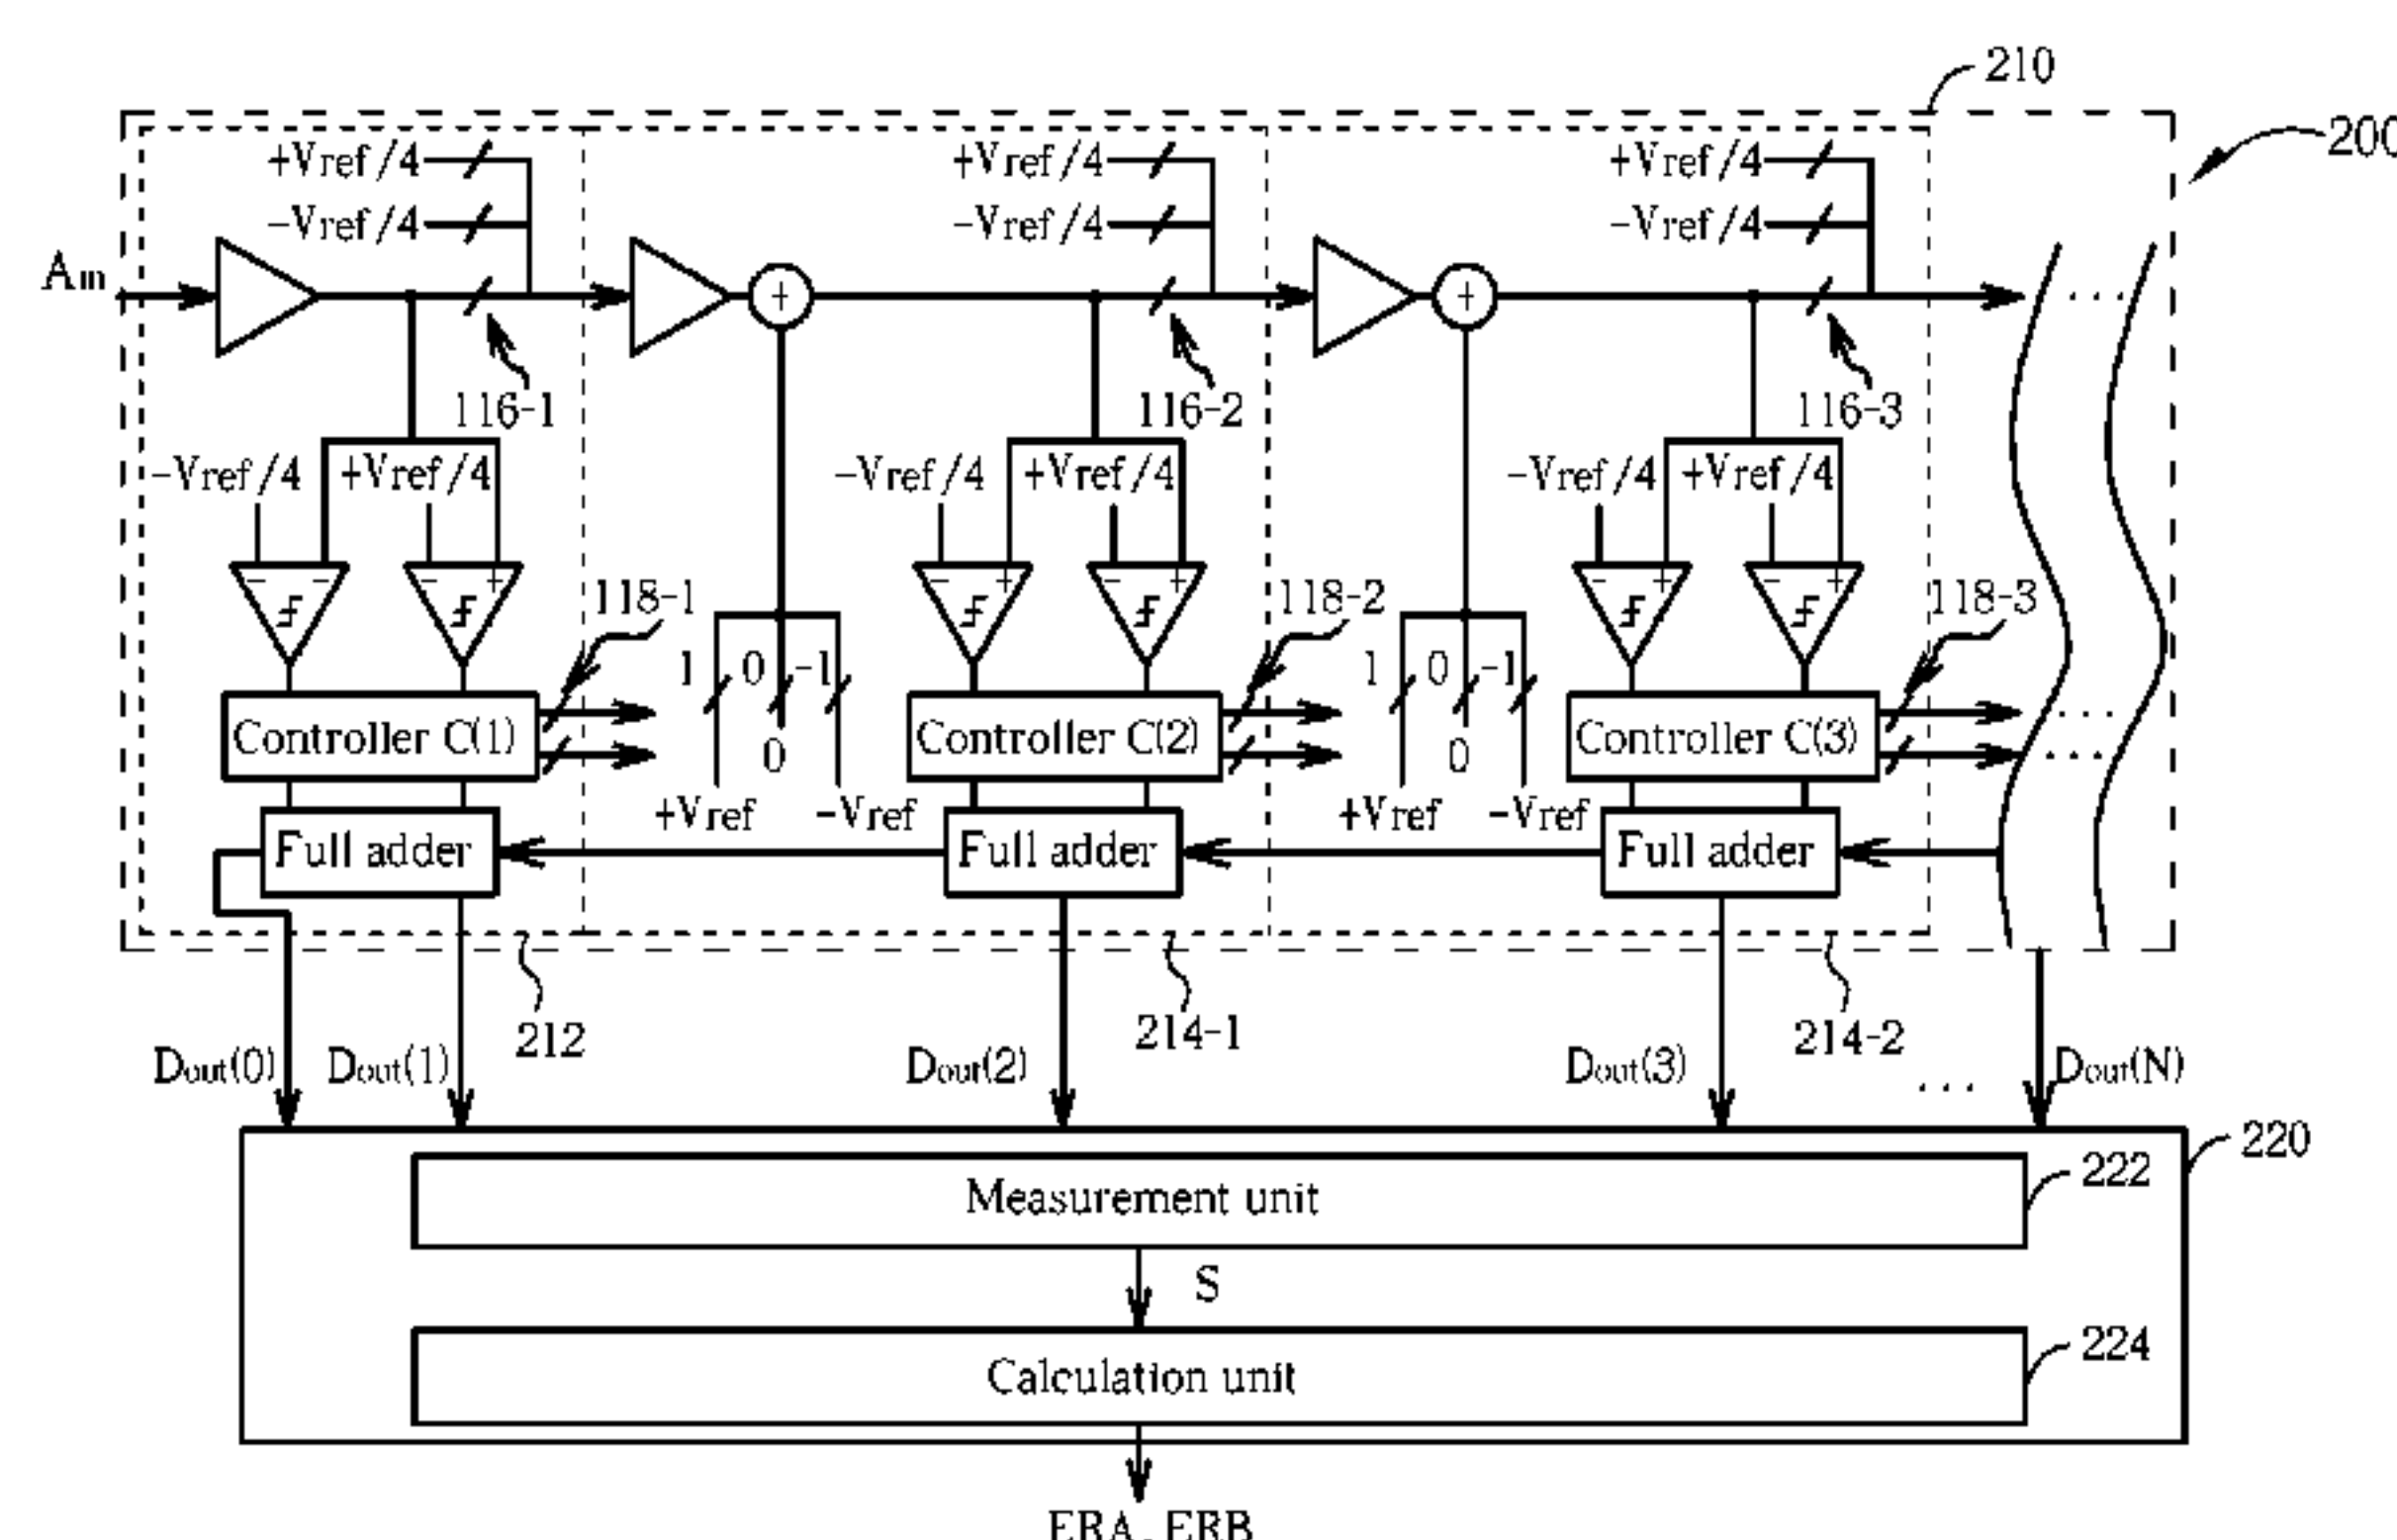 210
200
+Vref/4 +Vref/4 +Vref/4
-Vref/4 -Vref/4 -Vref/4
Am + +
116-1 116-2 116-3
-Vref/4 +Vref/4 -Vref/4 +Vref/4 -Vref/4 +Vref/4
- - - + - + - + - + - +
118-1 118-2 118-3
1 0 -1 1 0 -1
Controller C(1) Controller C(2) Controller C(3)
0 0
+Vref -Vref +Vref -Vref
Full adder Full adder Full adder
212 214-1 214-2
Dout(0) Dout(1) Dout(2) Dout(3) ... Dout(N)
220
Measurement unit 222
S
Calculation unit 224
ERA, ERB